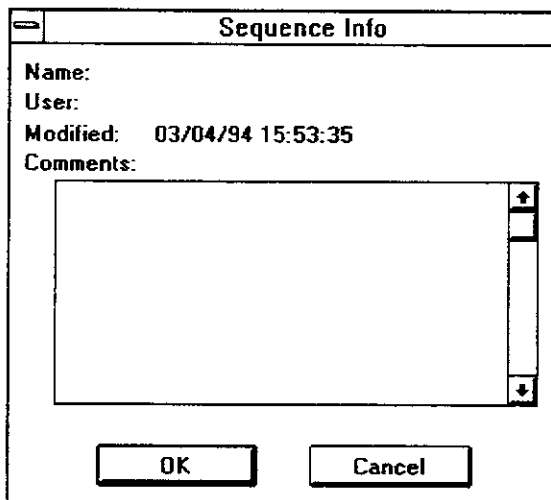 Sequence Info
Name:
User:
Modified: 03/04/94 15:53:35
Comments:
OK Cancel